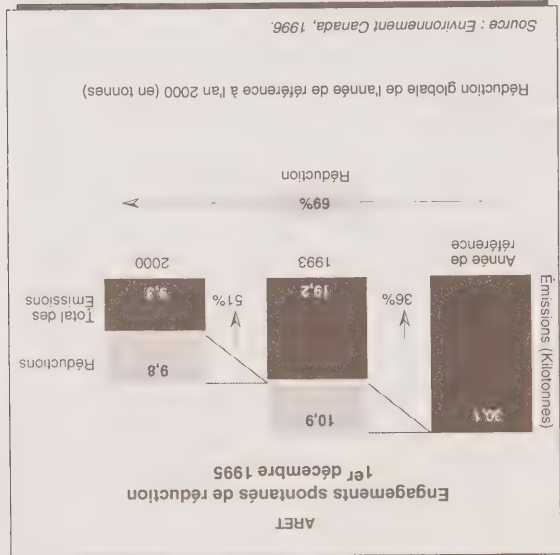 ARET
Engagements spontanés de réduction
1er décembre 1995
Émissions (Kilotonnes)
30,1
Année de
référence
36%
10,9
19,2
1993
51%
9,8
2000
Réductions
Total des
Émissions
69%
Réduction
Réduction globale de l'année de référence à l'an 2000 (en) tonnes)
Source : Environnement Canada, 1996.